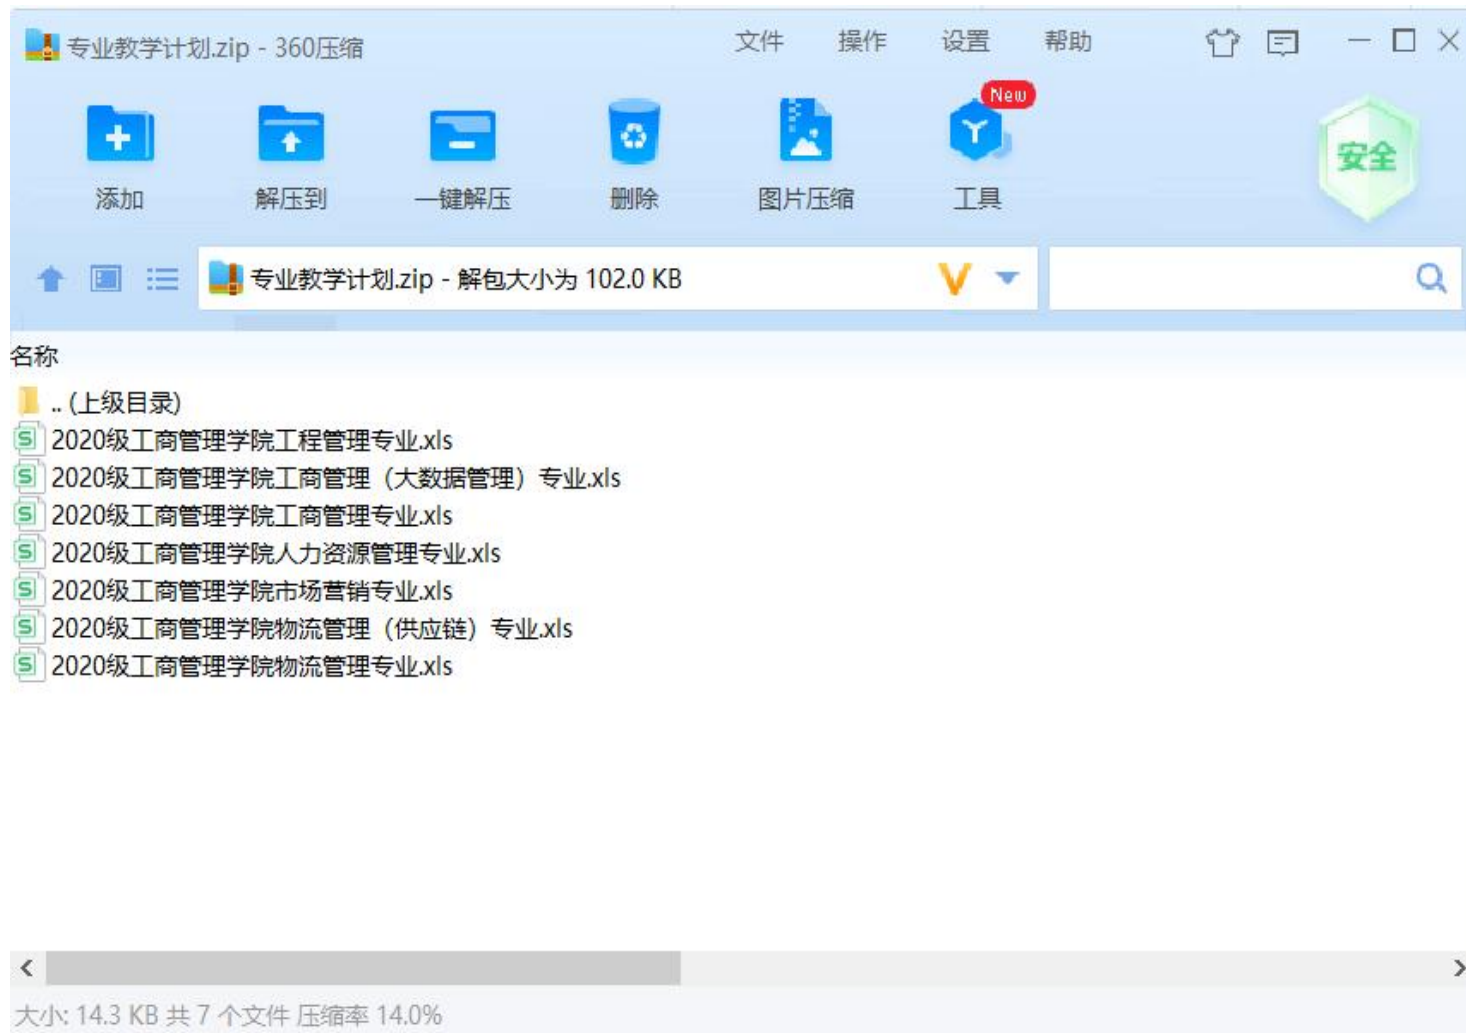 专业教学计划.zip - 360压缩 文件 操作 设置 帮助
New
安全
添加 解压到 一键解压 删除 图片压缩 工具
专业教学计划.zip - 解包大小为 102.0 KB
名称
.. (上级目录)
2020级工商管理学院工程管理专业.xls
2020级工商管理学院工商管理（大数据管理）专业.xls
2020级工商管理学院工商管理专业.xls
2020级工商管理学院人力资源管理专业.xls
2020级工商管理学院市场营销专业.xls
2020级工商管理学院物流管理（供应链）专业.xls
2020级工商管理学院物流管理专业.xls
大小: 14.3 KB 共 7 个文件 压缩率 14.0%